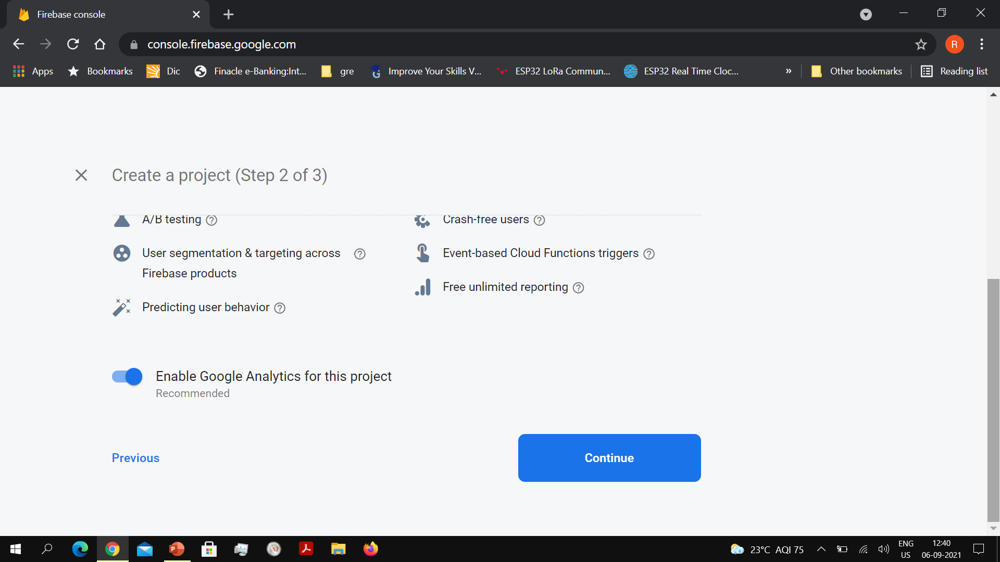 Firebase console
console.firebase.google.com
R
Apps
Bookmarks
Dic
Finacle e-Banking:Int...
gre
G
Improve Your Skills V...
ESP32 LoRa Commun...
ESP32 Real Time Cloc...
»
Other bookmarks
Reading list
Create a project (Step 2 of 3)
A/B testing
Crash-free users
User segmentation & targeting across
Firebase products
Event-based Cloud Functions triggers
Free unlimited reporting
Predicting user behavior
Enable Google Analytics for this project
Recommended
Previous
Continue
P
23°C AQI 75
ENG
US
12:40
06-09-2021